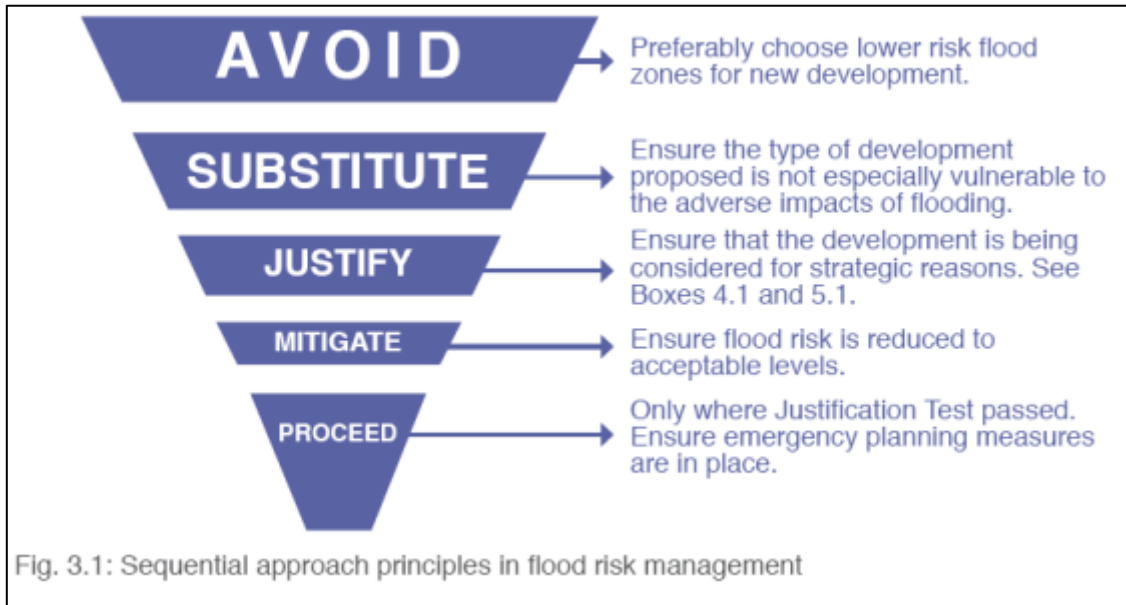 AVOID
Preferably choose lower risk flood
zones for new development.
SUBSTITUTE
Ensure the type of development
proposed is not especially vulnerable to
the adverse impacts of flooding.
JUSTIFY
Ensure that the development is being
considered for strategic reasons. See
Boxes 4.1 and 5.1.
MITIGATE
Ensure flood risk is reduced to
acceptable levels.
PROCEED
Only where Justification Test passed.
Ensure emergency planning measures
are in place.
Fig. 3.1: Sequential approach principles in flood risk management